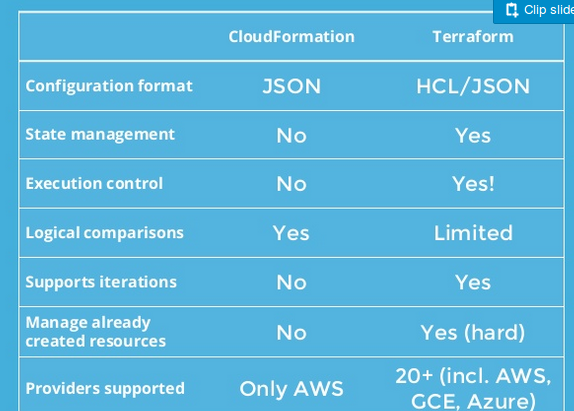 Clip slide
CloudFormation Terraform
Configuration format JSON HCL/JSON
State management No Yes
Execution control No Yes!
Logical comparisons Yes Limited
Supports iterations No Yes
Manage already
created resources No Yes (hard)
Providers supported Only AWS 20+ (incl. AWS,
GCE, Azure)